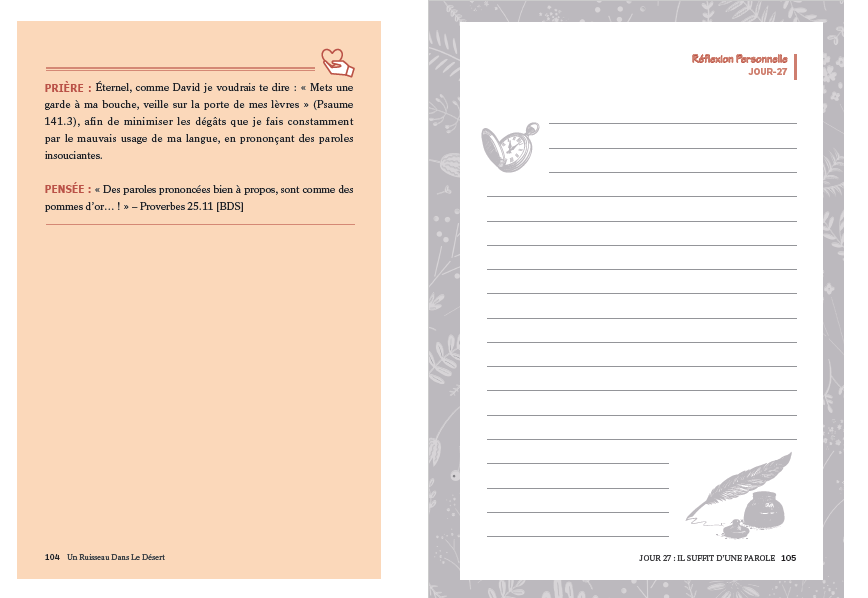 PRIÈRE : Éternel, comme David je voudrais te dire : « Mets une
garde à ma bouche, veille sur la porte de mes lèvres » (Psaume
141.3), afin de minimiser les dégâts que je fais constamment
par le mauvais usage de ma langue, en prononçant des paroles
insouciantes.
PENSÉE : « Des paroles prononcées bien à propos, sont comme des
pommes d’or… ! » – Proverbes 25.11 [BDS]
104 Un Ruisseau Dans Le Désert
Réflexion Personnelle
JOUR-27
JOUR 27 : IL SUFFIT D’UNE PAROLE 105